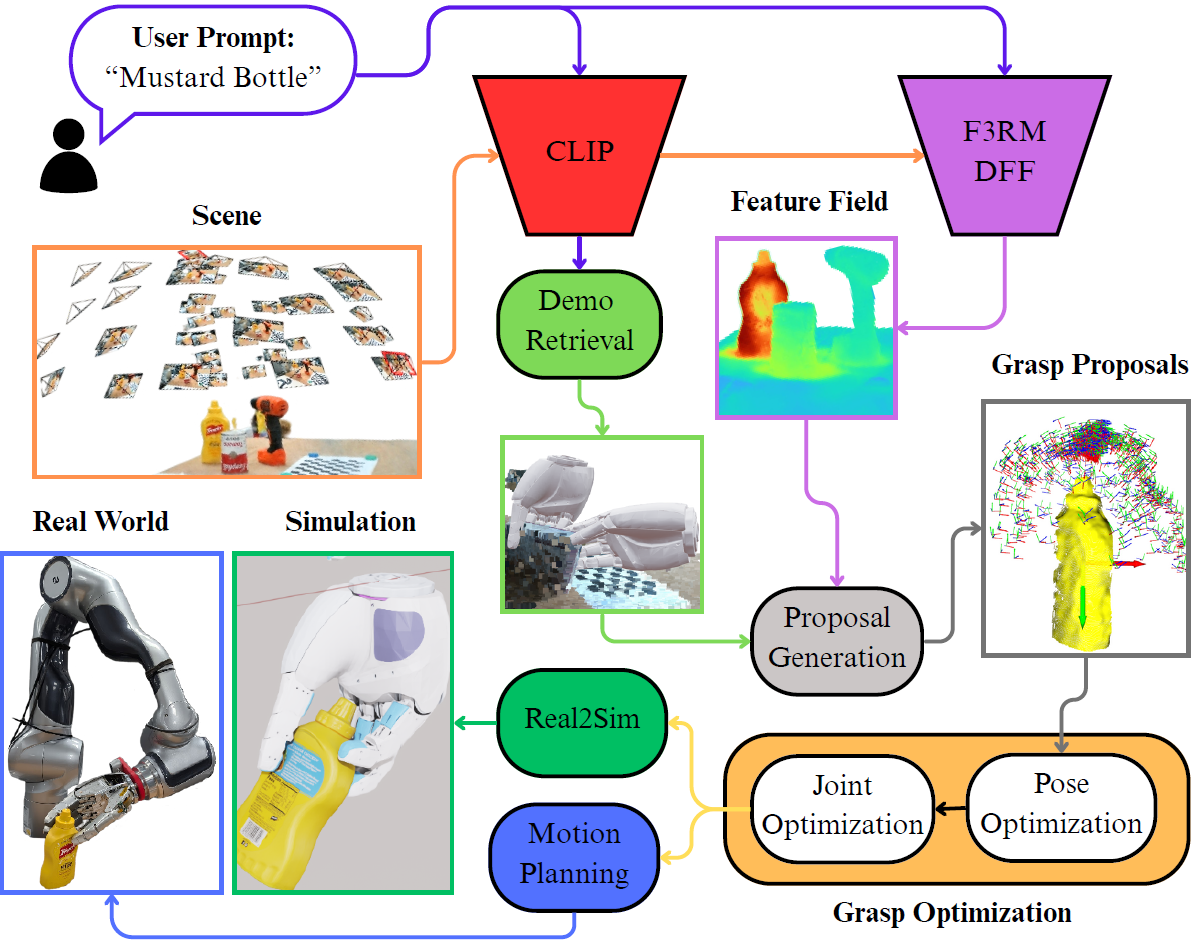 User Prompt:
“Mustard Bottle”
CLIP
F3RM
DFF
Scene
Feature Field
Demo
Retrieval
Grasp Proposals
Real World
Simulation
Proposal
Generation
Real2Sim
Joint
Optimization
Pose
Optimization
Motion
Planning
Grasp Optimization